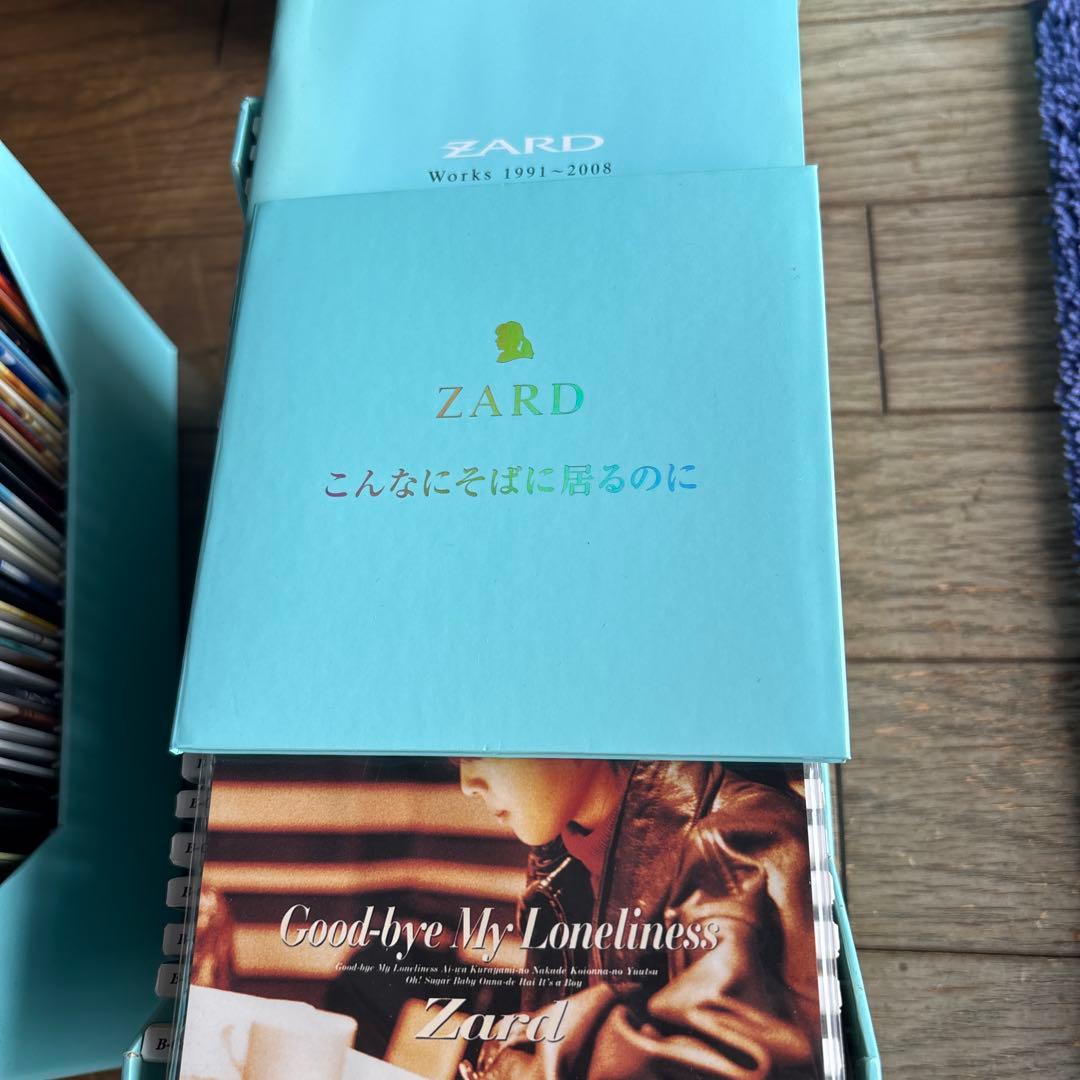 ZARD
Works 1991~2008
ZARD
こんなにそばに居るのに
Good-bye My Loneliness
Good-bye My Loneliness Ai-wa Kurayami-no Nakade Koionna-no Yuutsu
Oh! Sugar Baby Onna-de Hai It's a Boy
Zard